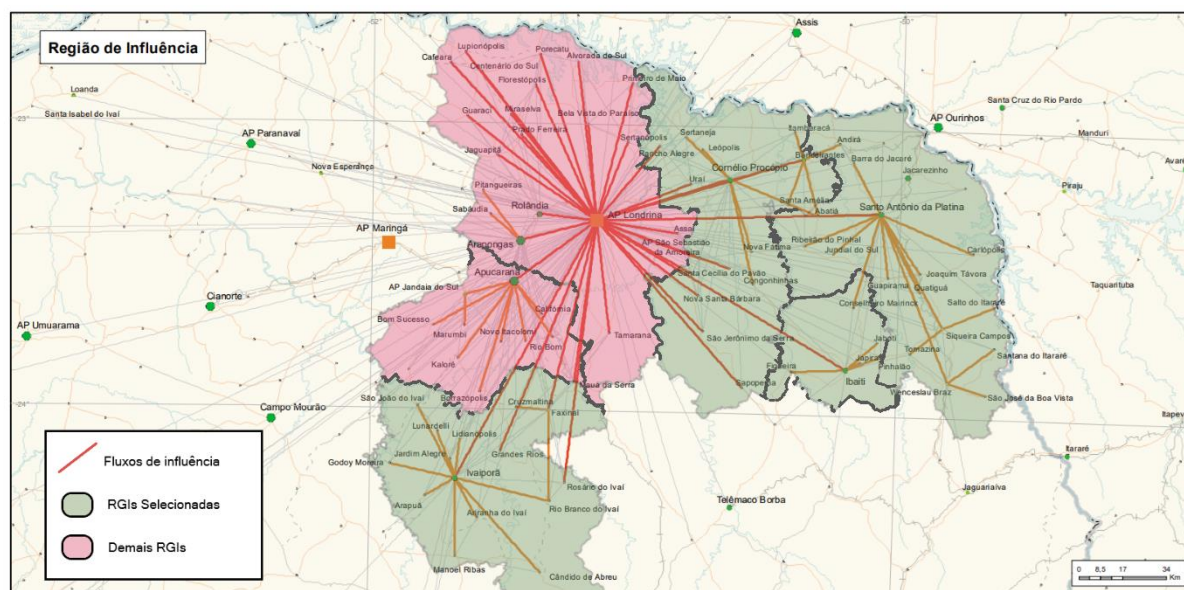 Região de Influência
52
50
Assis
Lupionópolis
Porecatu
Cafeara
Alvorada do Sul
Centenário do Sul
Florestópolis
Primeiro de Maio
Loanda
Santa Isabel do Ivaí
23
Guaraci
Miraselva
Bela Vista do Paraíso
Prado Ferreira
Santa Cruz do Rio Pardo
AP Ourinhos
Manduri
AP Paranavaí
Jaguapitã
Sertanópolis
Sertaneja
Itambaracá
Andirá
Rancho Alegre
Leópolis
Bandeirantes
Barra do Jacaré
Nova Esperança
Cornélio Procópio
Jacarezinho
Uraí
Piraju
Pitangueiras
Sabáudia
Rolândia
AP Londrina
Santa Amélia
Abatiá
Santo Antônio da Platina
AP Maringá
Assaí
Arapongas
AP São Sebastião
da Amoreira
Nova Fátima
Ribeirão do Pinhal
Jundiaí do Sul
Carlópolis
Apucarana
Santa Cecília do Pavão
Congonhinhas
Guapirama
Joaquim Távora
Quatiguá
AP Jandaia do Sul
Nova Santa Bárbara
Conselheiro Mairinck
Salto do Itararé
Taquarituba
Cianorte
Califórnia
Bom Sucesso
Marumbi
Novo Itacolomi
Tamarana
São Jerônimo da Serra
Jaboti
Siqueira Campos
AP Umuarama
Rio Bom
Kaloré
Japira
Tomazina
Santana do Itararé
Pinhalão
Figueira
Ibaiti
Sapopema
Mauá da Serra
Wenceslau Braz
São José da Boa Vista
24
São João do Ivaí
Borrazópolis
Cruzmaltina
Faxinal
Campo Mourão
Lunardelli
Lidianópolis
Jardim Alegre
Grandes Rios
Itararé
Godoy Moreira
Ivaiporã
Rosário do Ivaí
Jaguariaíva
Arapuã
Ariranha do Ivaí
Rio Branco do Ivaí
Telêmaco Borba
Manoel Ribas
Cândido de Abreu
Fluxos de influência
RGIs Selecionadas
Demais RGIs
0 8,5 17 34
Km